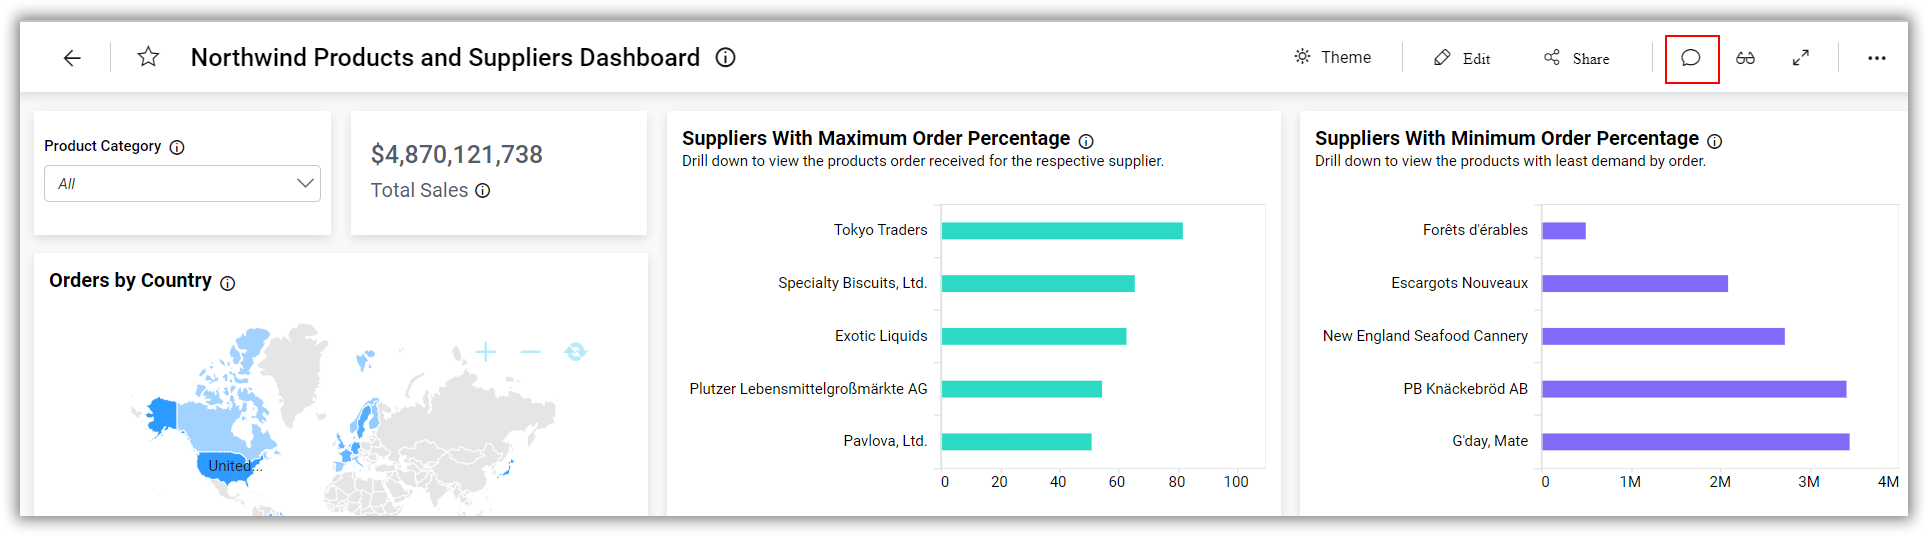 Northwind Products and Suppliers Dashboard
Theme
Edit
Share
Product Category
All
$4,870,121,738
Total Sales
Orders by Country
United...
Suppliers With Maximum Order Percentage
Drill down to view the products order received for the respective supplier.
Tokyo Traders
Specialty Biscuits, Ltd.
Exotic Liquids
Plutzer Lebensmittelgroßmärkte AG
Pavlova, Ltd.
0 20 40 60 80 100
Suppliers With Minimum Order Percentage
Drill down to view the products with least demand by order.
Forêts d'érables
Escargots Nouveaux
New England Seafood Cannery
PB Knäckebröd AB
G'day, Mate
0 1M 2M 3M 4M